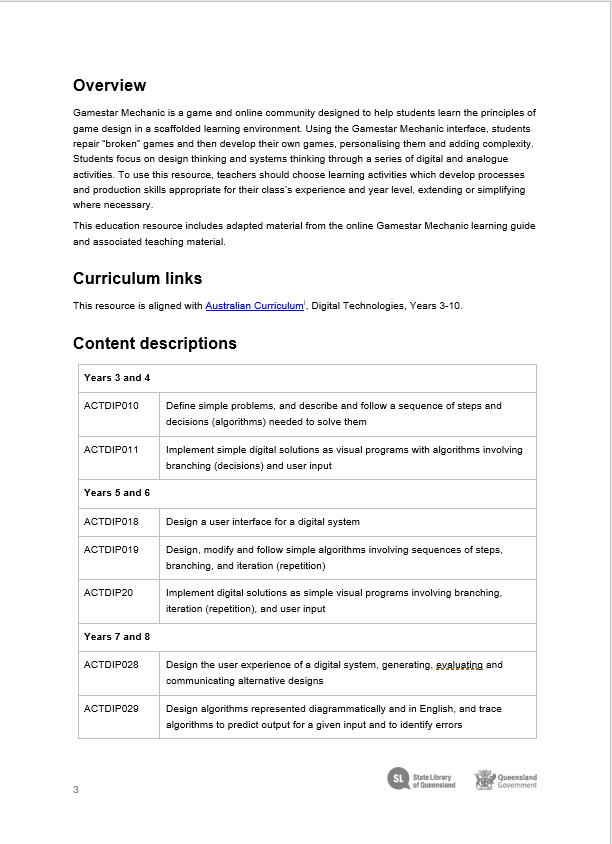 Overview
Gamestar Mechanic is a game and online community designed to help students learn the principles of
game design in a scaffolded learning environment. Using the Gamestar Mechanic interface, students
repair "broken" games and then develop their own games, personalising them and adding complexity.
Students focus on design thinking and systems thinking through a series of digital and analogue
activities. To use this resource, teachers should choose learning activities which develop processes
and production skills appropriate for their class's experience and year level, extending or simplifying
where necessary.
This education resource includes adapted material from the online Gamestar Mechanic learning guide
and associated teaching material.
Curriculum links
This resource is aligned with Australian Curriculumⁱ, Digital Technologies, Years 3-10.
Content descriptions
Years 3 and 4
ACTDIP010 Define simple problems, and describe and follow a sequence of steps and
decisions (algorithms) needed to solve them
ACTDIP011 Implement simple digital solutions as visual programs with algorithms involving
branching (decisions) and user input
Years 5 and 6
ACTDIP018 Design a user interface for a digital system
ACTDIP019 Design, modify and follow simple algorithms involving sequences of steps,
branching, and iteration (repetition)
ACTDIP20 Implement digital solutions as simple visual programs involving branching,
iteration (repetition), and user input
Years 7 and 8
ACTDIP028 Design the user experience of a digital system, generating, evaluating and
communicating alternative designs
ACTDIP029 Design algorithms represented diagrammatically and in English, and trace
algorithms to predict output for a given input and to identify errors
3
SL State Library
of Queensland
Queensland
Government